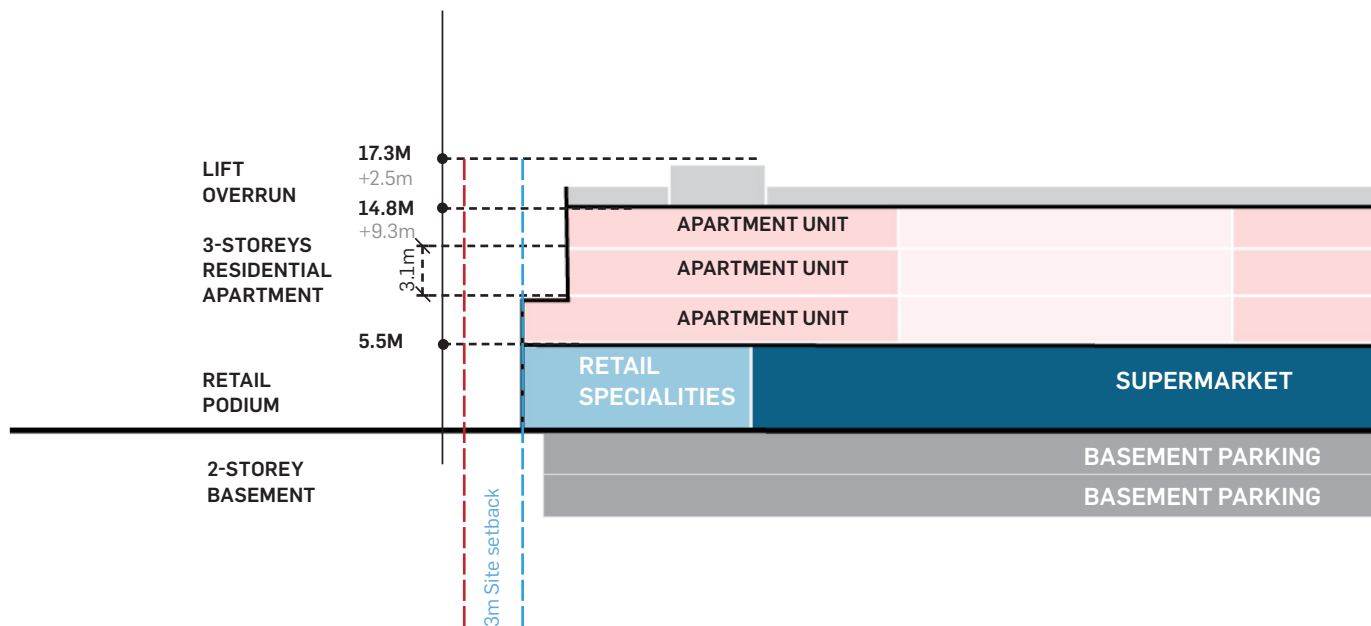 LIFT
OVERRUN
17.3M
+2.5m
14.8M
+9.3m
3-STOREYS
RESIDENTIAL
APARTMENT
3.1m
5.5M
RETAIL
PODIUM
2-STOREY
BASEMENT
3m Site setback
APARTMENT UNIT
APARTMENT UNIT
APARTMENT UNIT
RETAIL
SPECIALITIES
SUPERMARKET
BASEMENT PARKING
BASEMENT PARKING